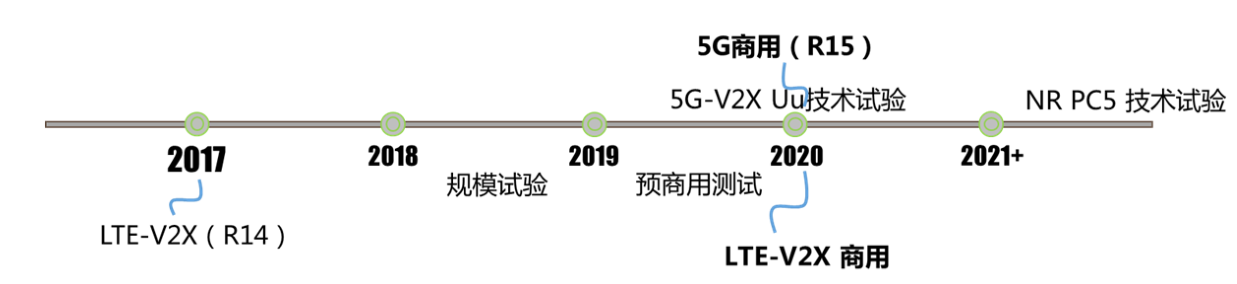 5G商用（R15）
5G-V2X Uu技术试验
NR PC5 技术试验
2017
2018
2019
2020
2021+
规模试验
预商用测试
LTE-V2X（R14）
LTE-V2X 商用